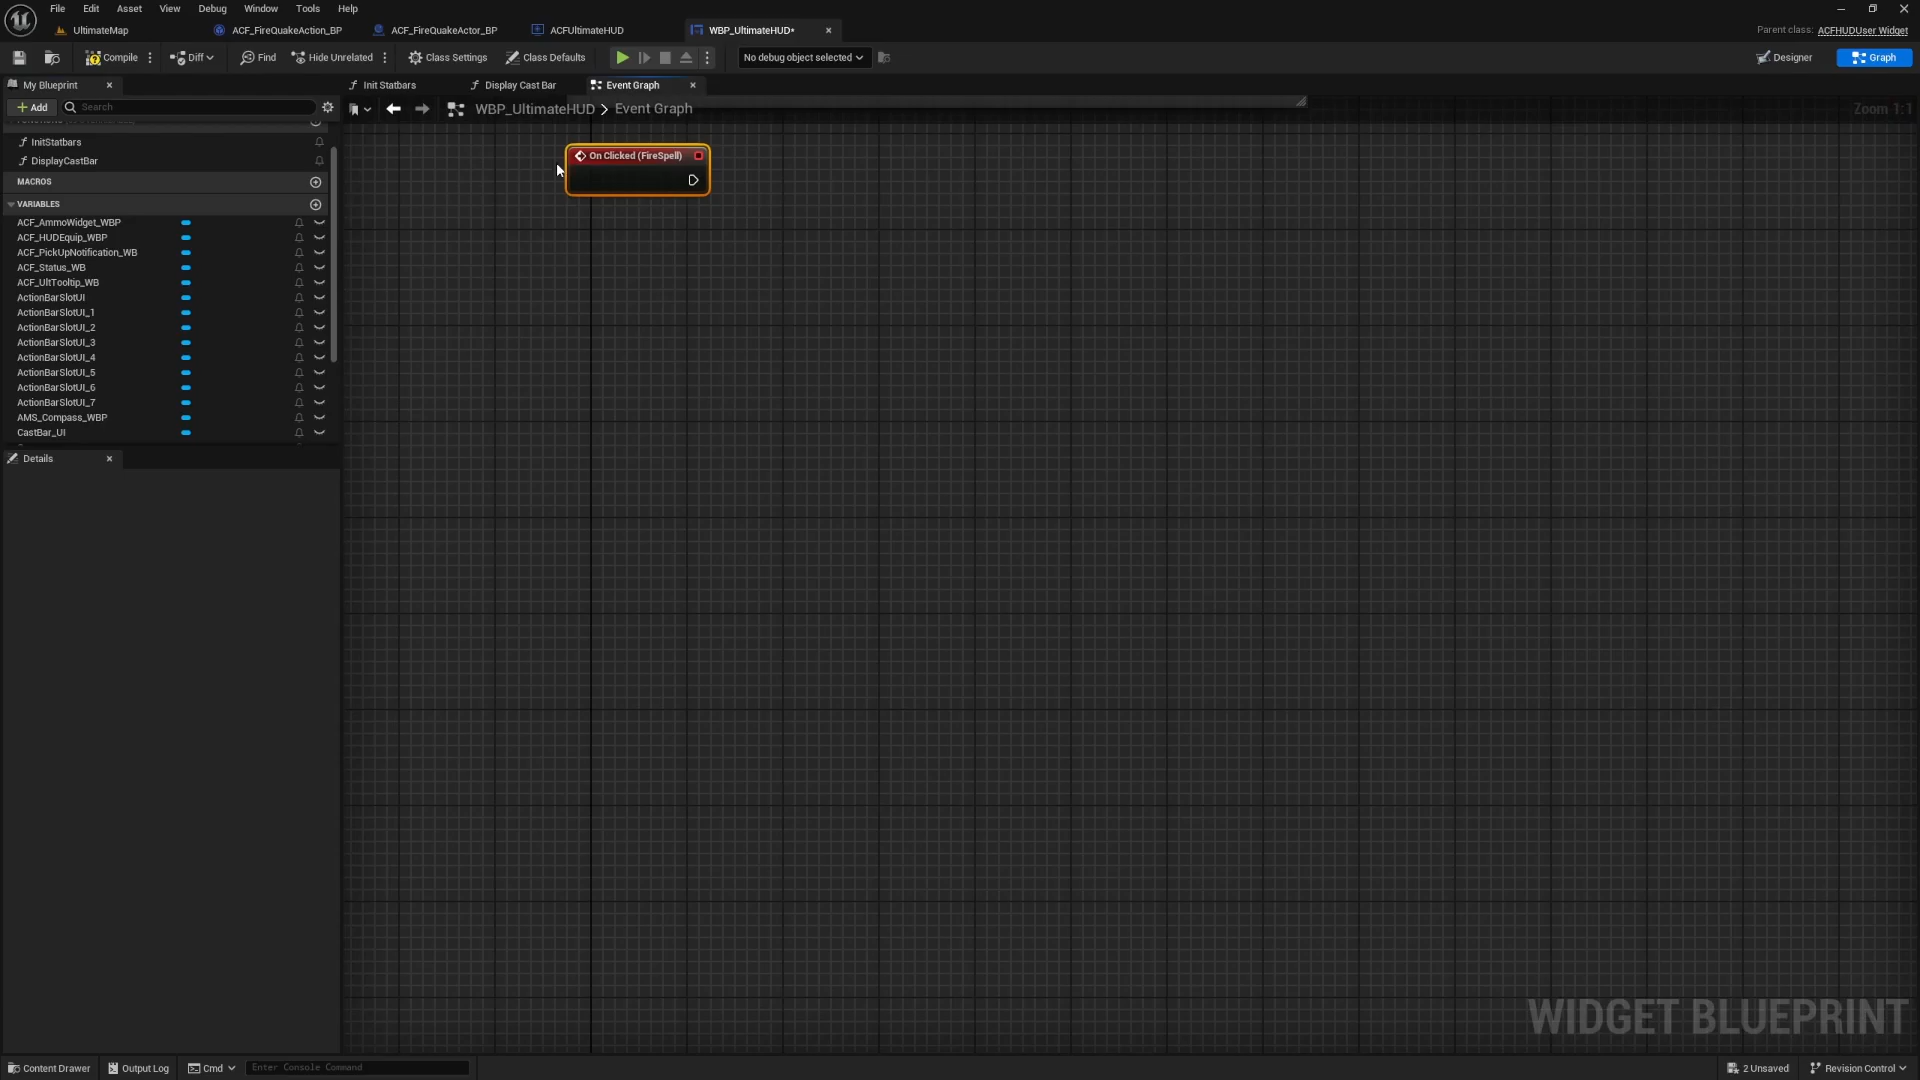 File Edit Asset View Debug Window Tools Help
UltimateMap ACF_FireQuakeAction_BP ACF_FireQuakeActor_BP ACFUltimateHUD WBP_UltimateHUD•
Parent class: ACFHUDUser Widget
Compile Diff Find Hide Unrelated Class Settings Class Defaults No debug object selected Designer Graph
My Blueprint Init Statbars Display Cast Bar Event Graph
Add Search
WBP_UltimateHUD > Event Graph Zoom 1:1
InitStatbars
DisplayCastBar
MACROS
VARIABLES
ACF_AmmoWidget_WBP
ACF_HUDEquip_WBP
ACF_PickUpNotification_WB
ACF_Status_WB
ACF_UltTooltip_WB
ActionBarSlotUI
ActionBarSlotUI_1
ActionBarSlotUI_2
ActionBarSlotUI_3
ActionBarSlotUI_4
ActionBarSlotUI_5
ActionBarSlotUI_6
ActionBarSlotUI_7
AMS_Compass_WBP
CastBar_UI
Details
On Clicked (FireSpell)
WIDGET BLUEPRINT
Content Drawer Output Log Cmd Enter Console Command 2 Unsaved Revision Control